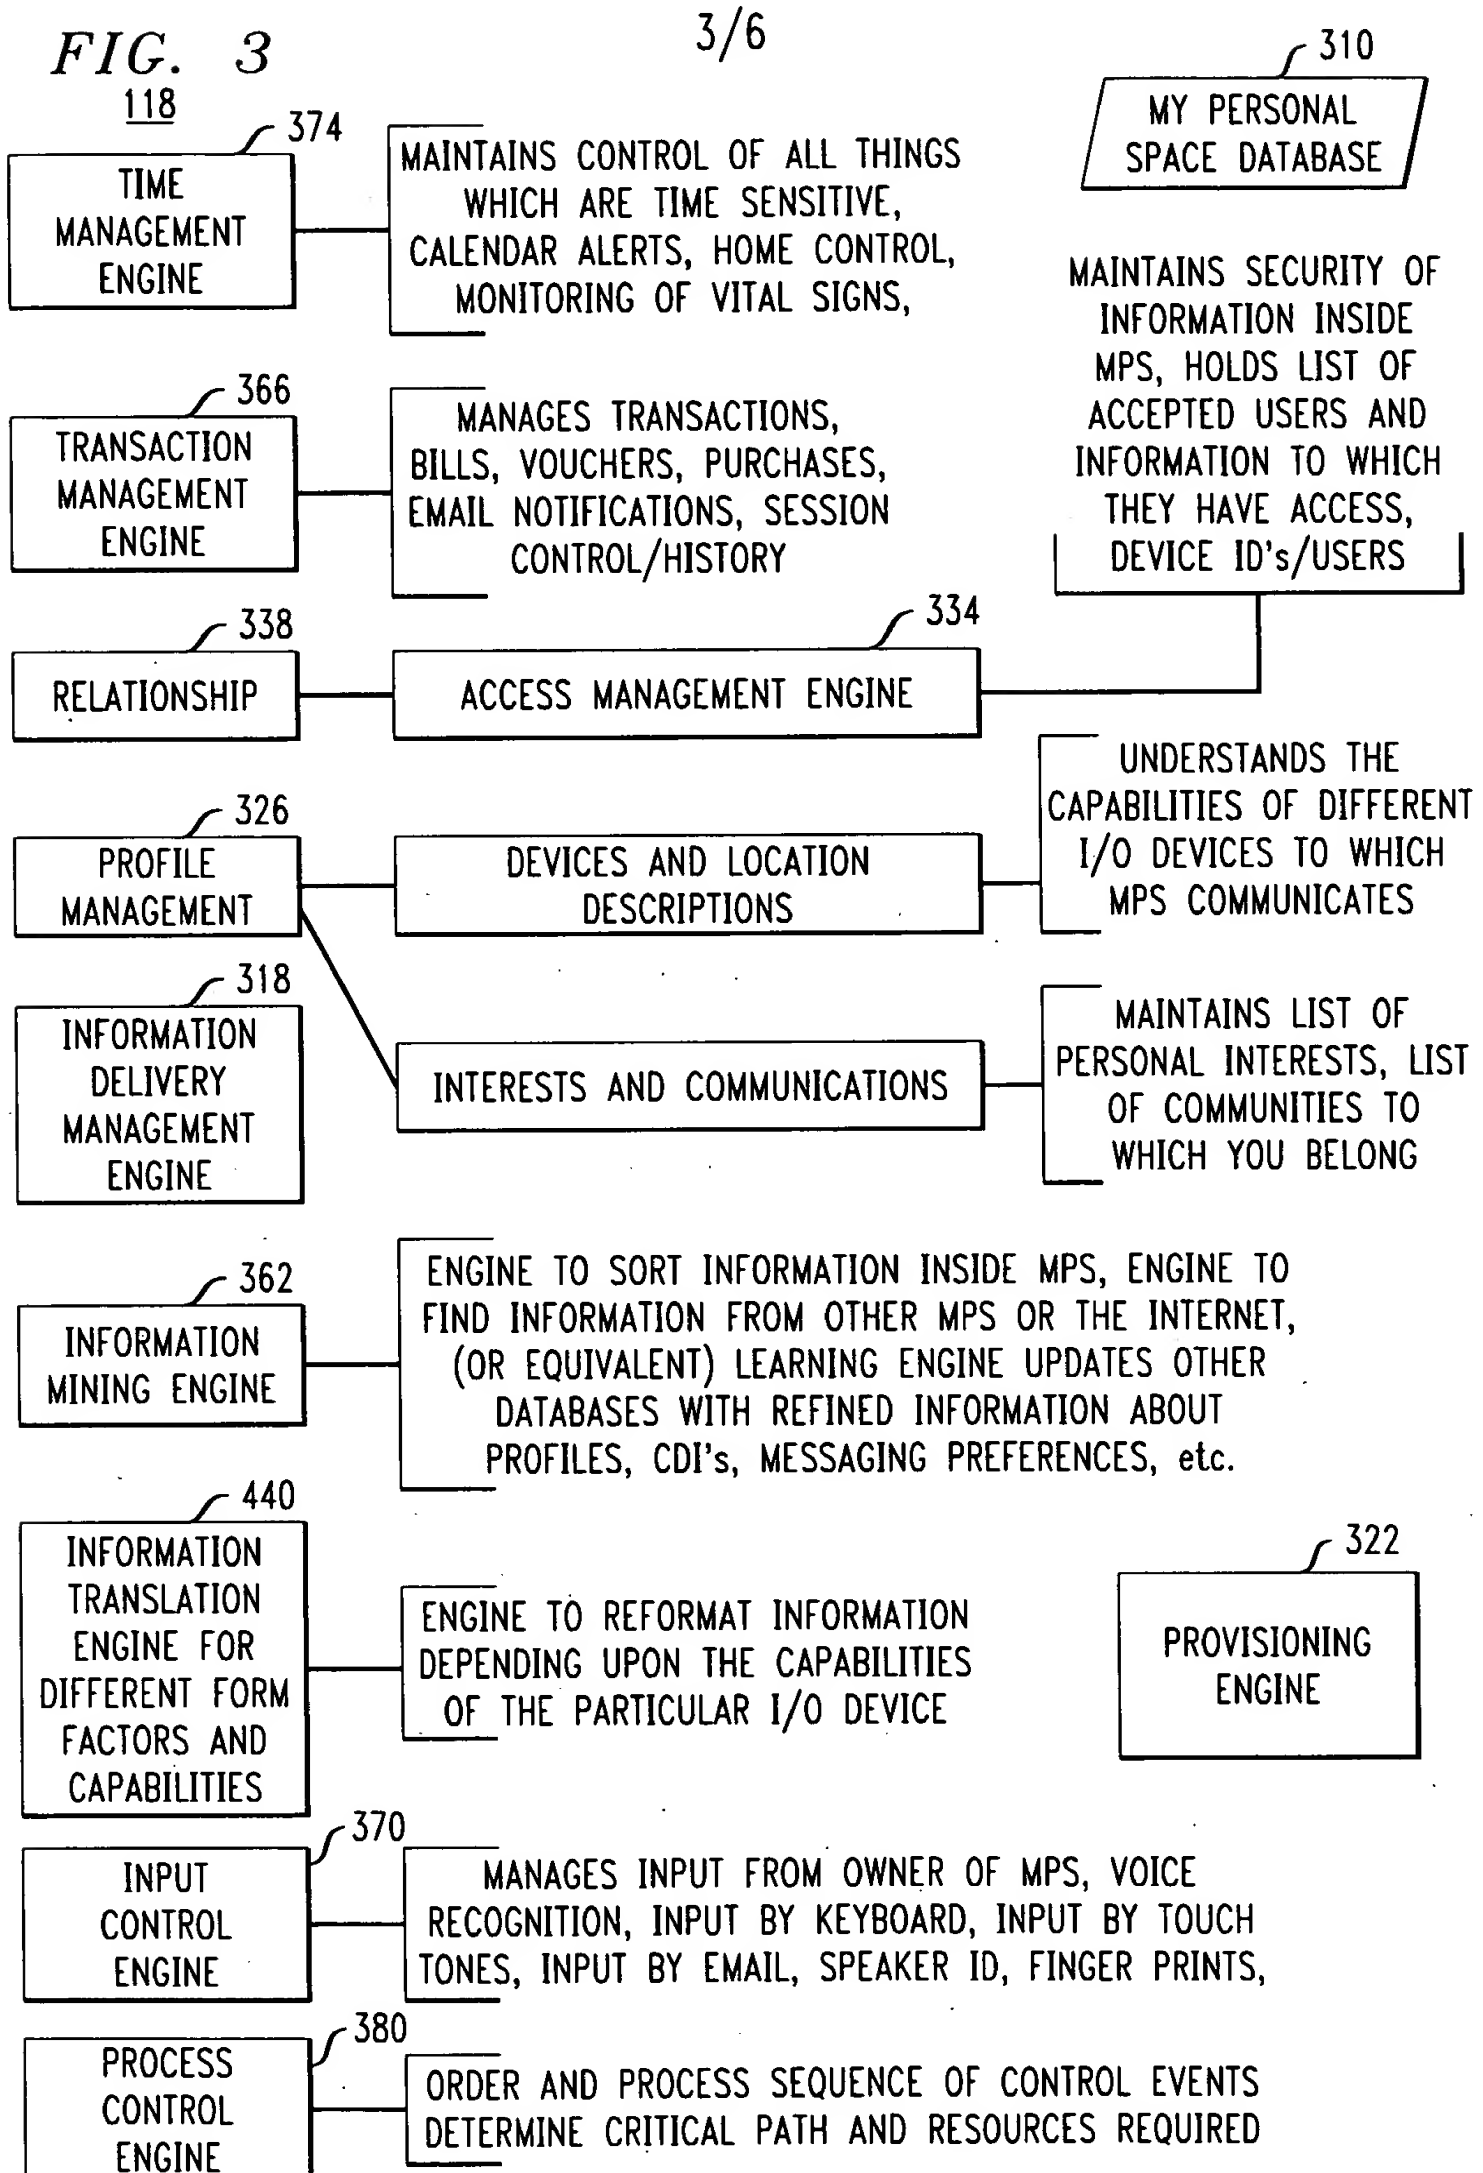 FIG. 3
3/6
118
310
MY PERSONAL
SPACE DATABASE
374
TIME
MANAGEMENT
ENGINE
MAINTAINS CONTROL OF ALL THINGS
WHICH ARE TIME SENSITIVE,
CALENDAR ALERTS, HOME CONTROL,
MONITORING OF VITAL SIGNS,
MAINTAINS SECURITY OF
INFORMATION INSIDE
MPS, HOLDS LIST OF
ACCEPTED USERS AND
INFORMATION TO WHICH
THEY HAVE ACCESS,
DEVICE ID's/USERS
366
TRANSACTION
MANAGEMENT
ENGINE
MANAGES TRANSACTIONS,
BILLS, VOUCHERS, PURCHASES,
EMAIL NOTIFICATIONS, SESSION
CONTROL/HISTORY
338
RELATIONSHIP
334
ACCESS MANAGEMENT ENGINE
326
PROFILE
MANAGEMENT
DEVICES AND LOCATION
DESCRIPTIONS
UNDERSTANDS THE
CAPABILITIES OF DIFFERENT
I/O DEVICES TO WHICH
MPS COMMUNICATES
318
INFORMATION
DELIVERY
MANAGEMENT
ENGINE
INTERESTS AND COMMUNICATIONS
MAINTAINS LIST OF
PERSONAL INTERESTS, LIST
OF COMMUNITIES TO
WHICH YOU BELONG
362
INFORMATION
MINING ENGINE
ENGINE TO SORT INFORMATION INSIDE MPS, ENGINE TO
FIND INFORMATION FROM OTHER MPS OR THE INTERNET,
(OR EQUIVALENT) LEARNING ENGINE UPDATES OTHER
DATABASES WITH REFINED INFORMATION ABOUT
PROFILES, CDI's, MESSAGING PREFERENCES, etc.
440
INFORMATION
TRANSLATION
ENGINE FOR
DIFFERENT FORM
FACTORS AND
CAPABILITIES
ENGINE TO REFORMAT INFORMATION
DEPENDING UPON THE CAPABILITIES
OF THE PARTICULAR I/O DEVICE
322
PROVISIONING
ENGINE
370
INPUT
CONTROL
ENGINE
MANAGES INPUT FROM OWNER OF MPS, VOICE
RECOGNITION, INPUT BY KEYBOARD, INPUT BY TOUCH
TONES, INPUT BY EMAIL, SPEAKER ID, FINGER PRINTS,
380
PROCESS
CONTROL
ENGINE
ORDER AND PROCESS SEQUENCE OF CONTROL EVENTS
DETERMINE CRITICAL PATH AND RESOURCES REQUIRED